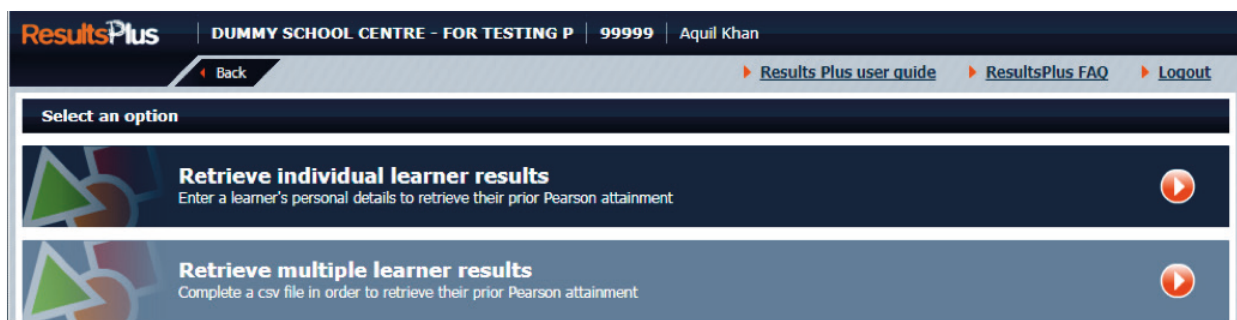 ResultsPlus | DUMMY SCHOOL CENTRE - FOR TESTING P | 99999 | Aquil Khan
Back Results Plus user guide ResultsPlus FAQ Logout
Select an option
Retrieve individual learner results
Enter a learner's personal details to retrieve their prior Pearson attainment
Retrieve multiple learner results
Complete a csv file in order to retrieve their prior Pearson attainment